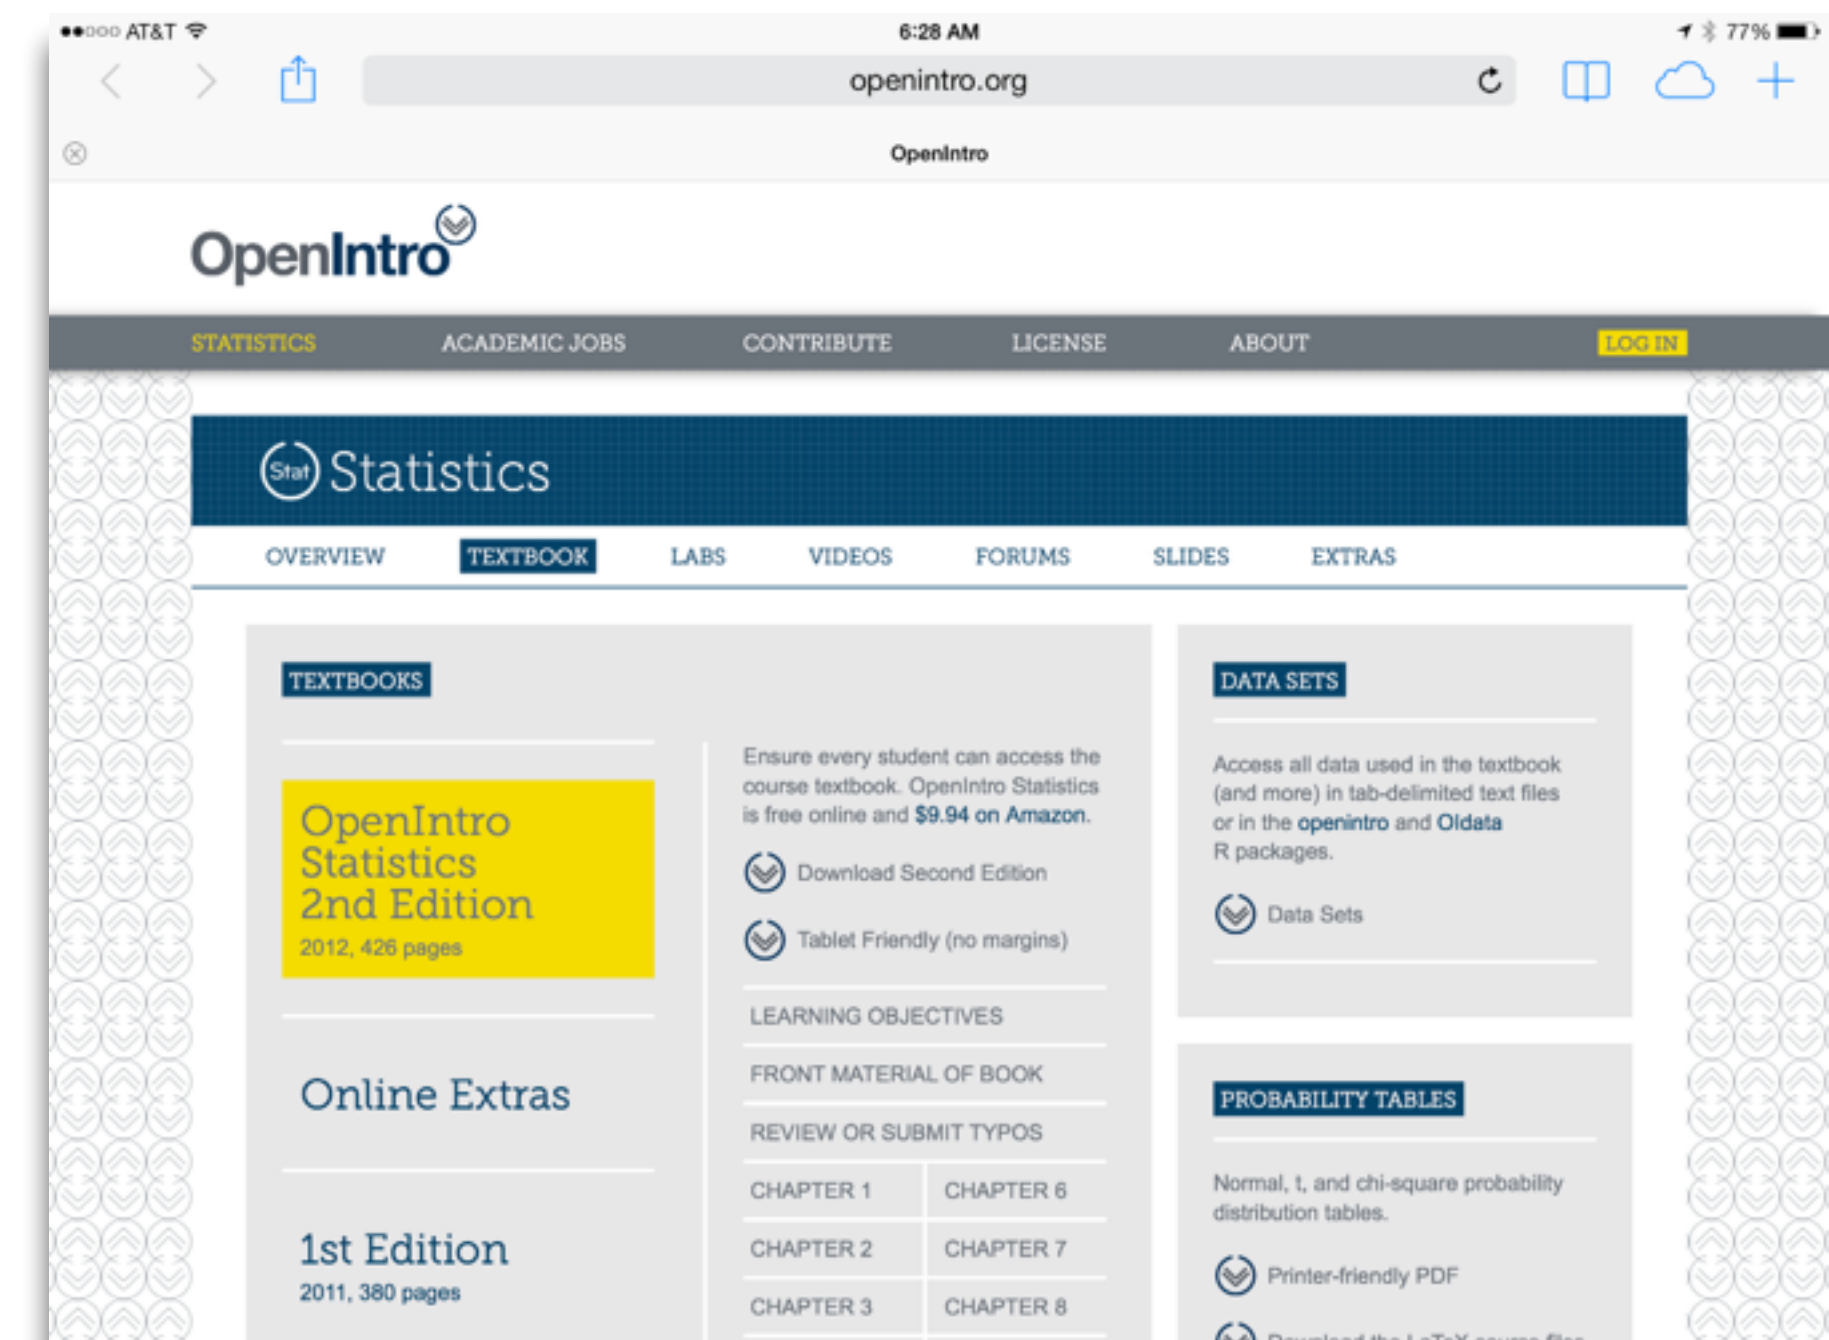 AT&T
6:28 AM
77%
openintro.org
OpenIntro
OpenIntro
STATISTICS ACADEMIC JOBS CONTRIBUTE LICENSE ABOUT LOG IN
Stat Statistics
OVERVIEW TEXTBOOK LABS VIDEOS FORUMS SLIDES EXTRAS
TEXTBOOKS
OpenIntro
Statistics
2nd Edition
2012, 426 pages
Online Extras
1st Edition
2011, 380 pages
Ensure every student can access the
course textbook. OpenIntro Statistics
is free online and $9.94 on Amazon.
Download Second Edition
Tablet Friendly (no margins)
LEARNING OBJECTIVES
FRONT MATERIAL OF BOOK
REVIEW OR SUBMIT TYPOS
CHAPTER 1 CHAPTER 6
CHAPTER 2 CHAPTER 7
CHAPTER 3 CHAPTER 8
DATA SETS
Access all data used in the textbook
(and more) in tab-delimited text files
or in the openintro and OIdata
R packages.
Data Sets
PROBABILITY TABLES
Normal, t, and chi-square probability
distribution tables.
Printer-friendly PDF
Download the LaTeX source files